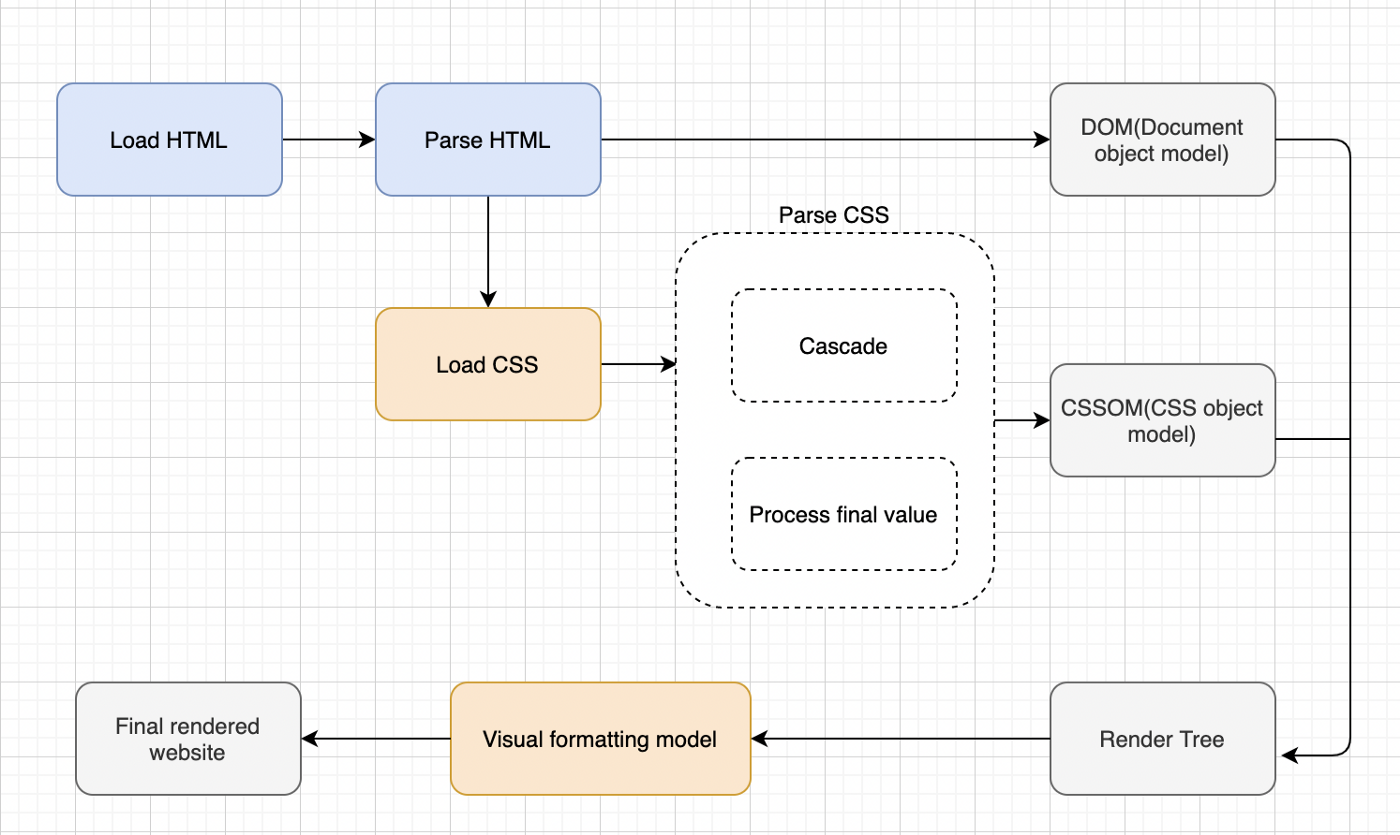 Load HTML
Parse HTML
DOM(Document
object model)
Parse CSS
Cascade
Load CSS
CSSOM(CSS object
model)
Process final value
Final rendered
website
Visual formatting model
Render Tree